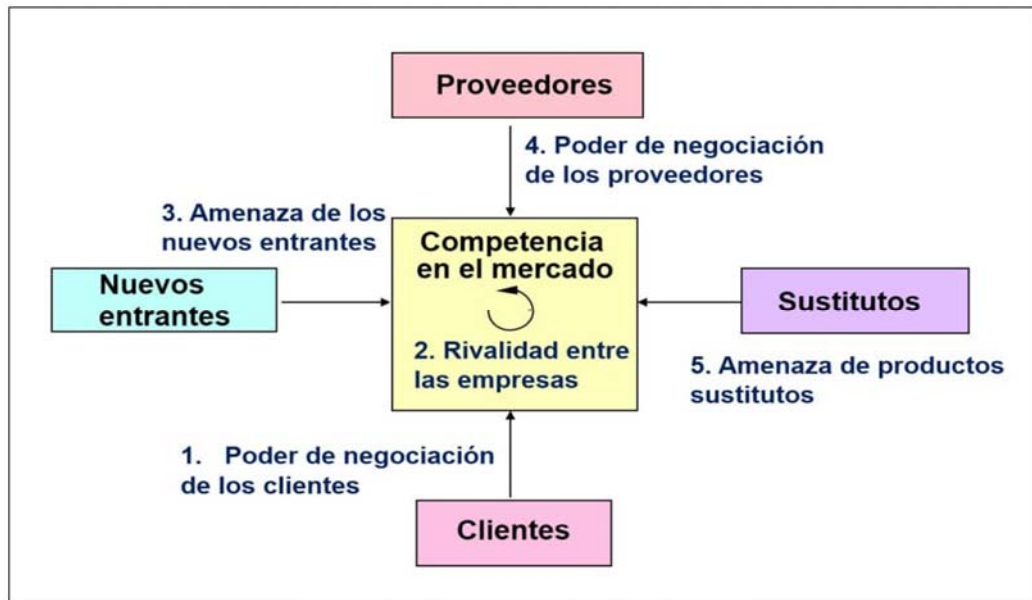 Proveedores
4. Poder de negociación
de los proveedores
3. Amenaza de los
nuevos entrantes
Competencia
en el mercado
Nuevos
entrantes
Sustitutos
2. Rivalidad entre
las empresas
5. Amenaza de productos
sustitutos
1. Poder de negociación
de los clientes
Clientes